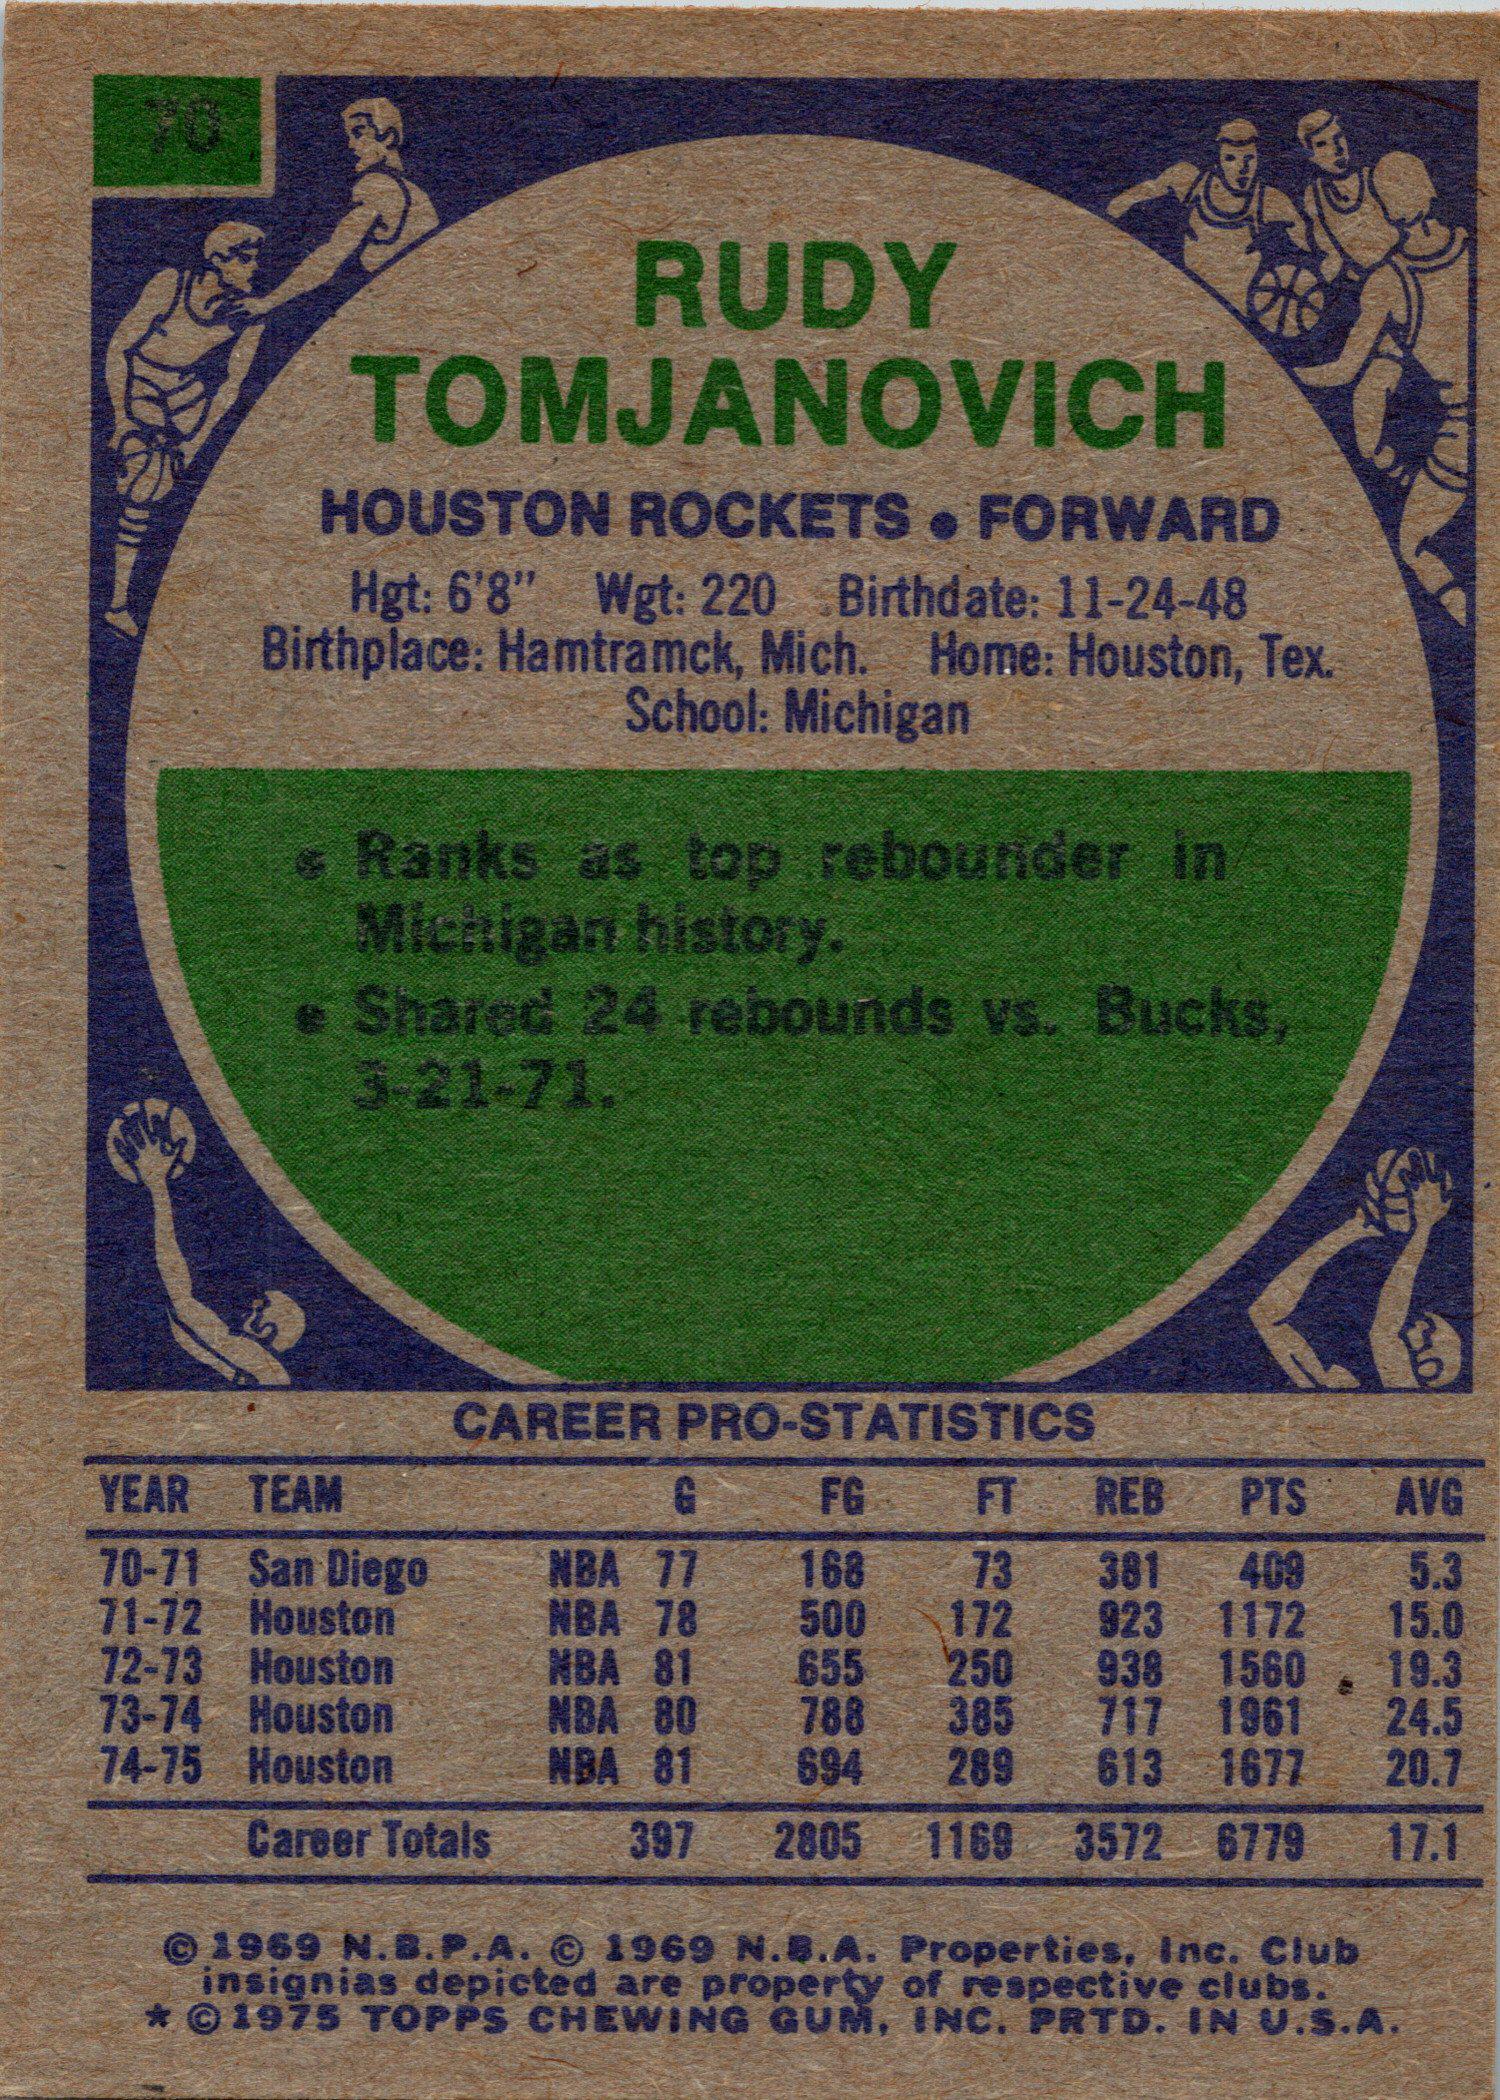 70
RUDY
TOMJANOVICH
HOUSTON ROCKETS • FORWARD
Hgt: 6'8" Wgt: 220 Birthdate: 11-24-48
Birthplace: Hamtramck, Mich. Home: Houston, Tex.
School: Michigan
• Ranks as top rebounder in
Michigan history.
• Shared 24 rebounds vs. Bucks,
3-21-71.
CAREER PRO-STATISTICS
YEAR TEAM G FG FT REB PTS AVG
70-71 San Diego NBA 77 168 73 381 409 5.3
71-72 Houston NBA 78 500 172 923 1172 15.0
72-73 Houston NBA 81 655 250 938 1560 19.3
73-74 Houston NBA 80 788 385 717 1961 24.5
74-75 Houston NBA 81 694 289 613 1677 20.7
Career Totals 397 2805 1169 3572 6779 17.1
© 1969 N.B.P.A. © 1969 N.B.A. Properties, Inc. Club
insignias depicted are property of respective clubs.
* © 1975 TOPPS CHEWING GUM, INC. PRTD. IN U.S.A.